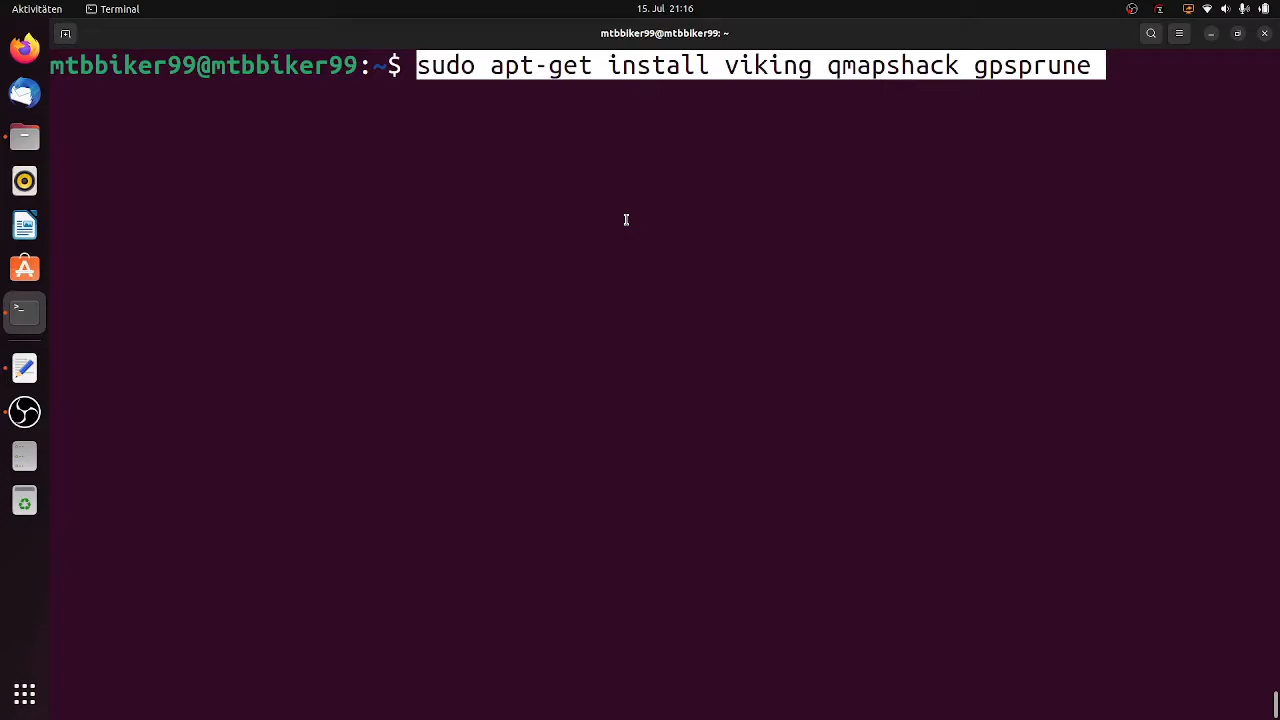 Aktivitäten Terminal 15. Jul 21:16
mtbbiker99@mtbbiker99: ~
mtbbiker99@mtbbiker99:~$ sudo apt-get install viking qmapshack gpsprune